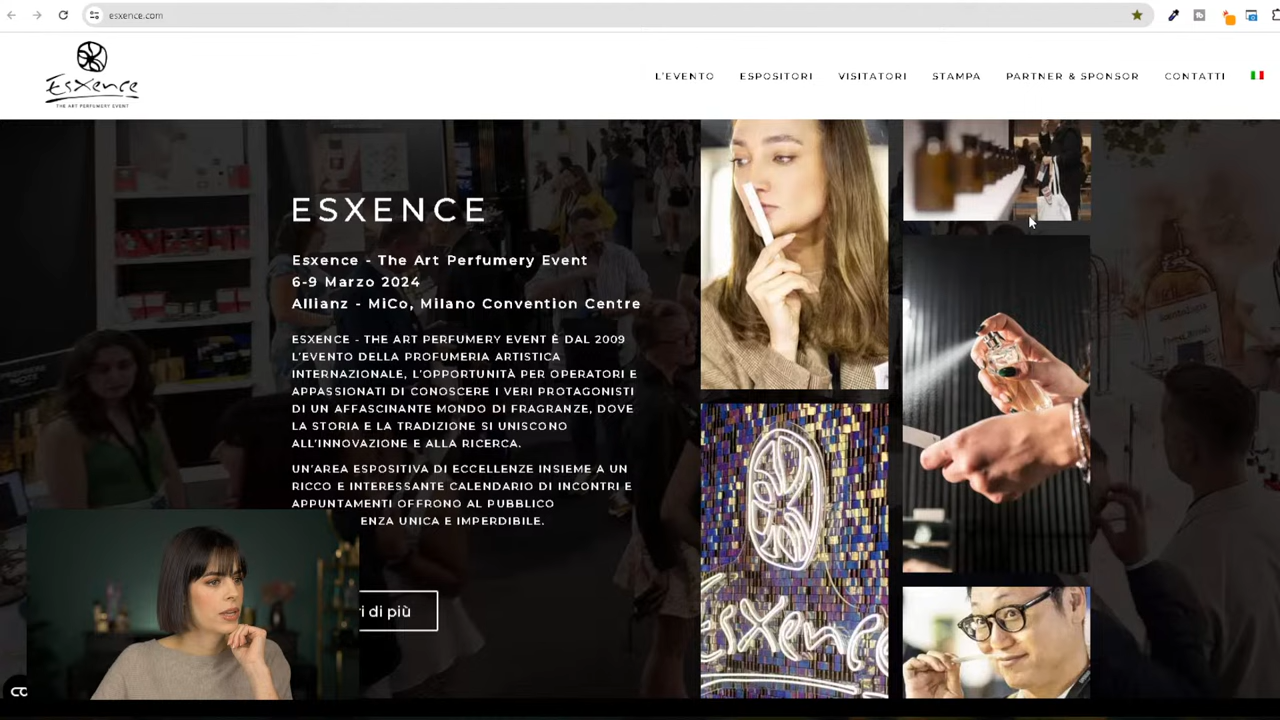 esxence.com
Esxence
THE ART PERFUMERY EVENT
L'EVENTO
ESPOSITORI
VISITATORI
STAMPA
PARTNER & SPONSOR
CONTATTI
ESXENCE
Esxence - The Art Perfumery Event
6-9 Marzo 2024
Allianz - MiCo, Milano Convention Centre
ESXENCE - THE ART PERFUMERY EVENT È DAL 2009
L'EVENTO DELLA PROFUMERIA ARTISTICA
INTERNAZIONALE, L'OPPORTUNITÀ PER OPERATORI E
APPASSIONATI DI CONOSCERE I VERI PROTAGONISTI
DI UN AFFASCINANTE MONDO DI FRAGRANZE, DOVE
LA STORIA E LA TRADIZIONE SI UNISCONO
ALL'INNOVAZIONE E ALLA RICERCA.
UN'AREA ESPOSITIVA DI ECCELLENZE INSIEME A UN
RICCO E INTERESSANTE CALENDARIO DI INCONTRI E
APPUNTAMENTI OFFRONO AL PUBBLICO
ENZA UNICA E IMPERDIBILE.
ri di più
Esxence